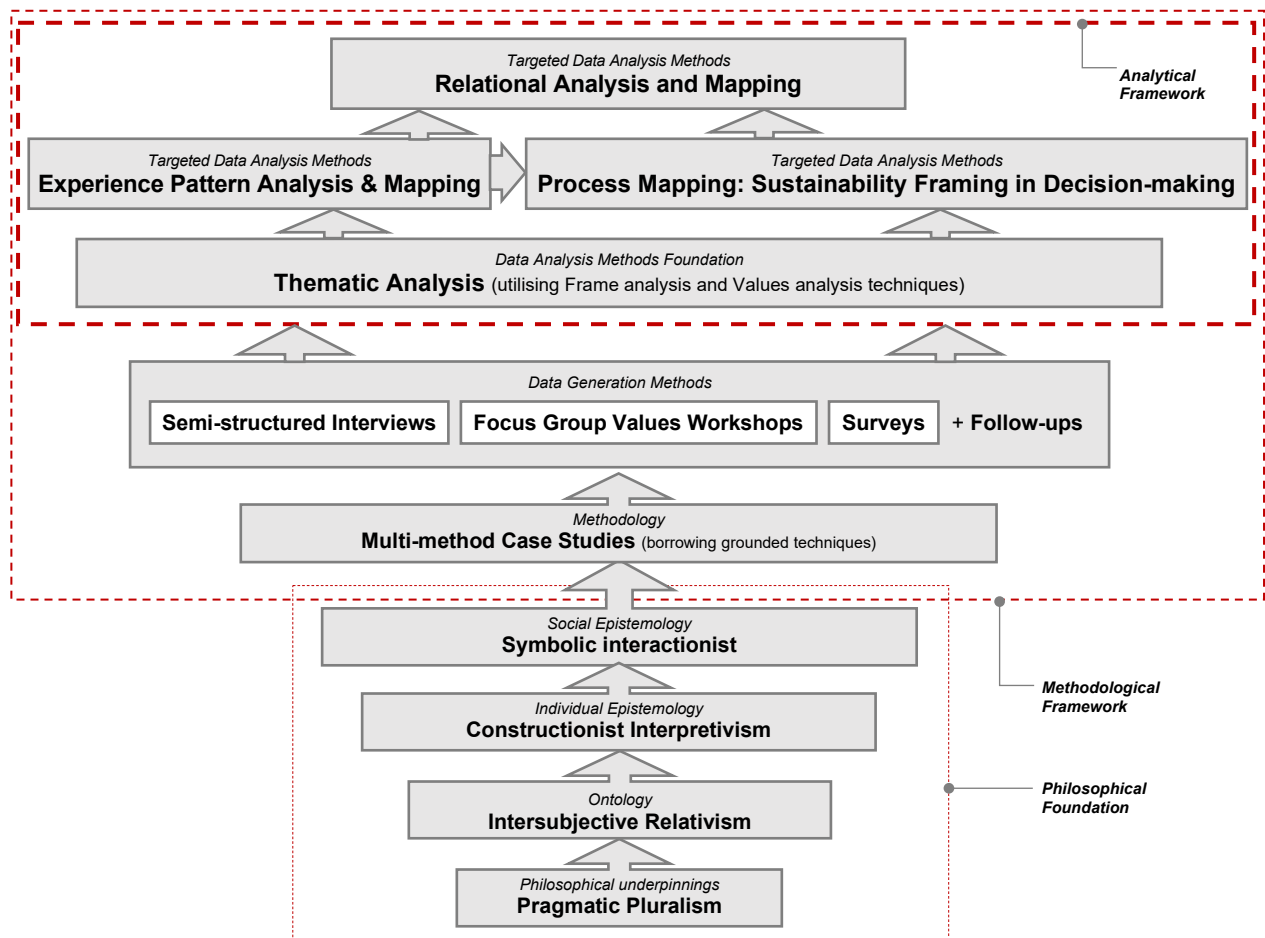 Targeted Data Analysis Methods
Relational Analysis and Mapping
Analytical
Framework
Targeted Data Analysis Methods
Experience Pattern Analysis & Mapping
Targeted Data Analysis Methods
Process Mapping: Sustainability Framing in Decision-making
Data Analysis Methods Foundation
Thematic Analysis (utilising Frame analysis and Values analysis techniques)
Data Generation Methods
Semi-structured Interviews
Focus Group Values Workshops
Surveys
+ Follow-ups
Methodology
Multi-method Case Studies (borrowing grounded techniques)
Social Epistemology
Symbolic interactionist
Methodological
Framework
Individual Epistemology
Constructionist Interpretivism
Philosophical
Foundation
Ontology
Intersubjective Relativism
Philosophical underpinnings
Pragmatic Pluralism